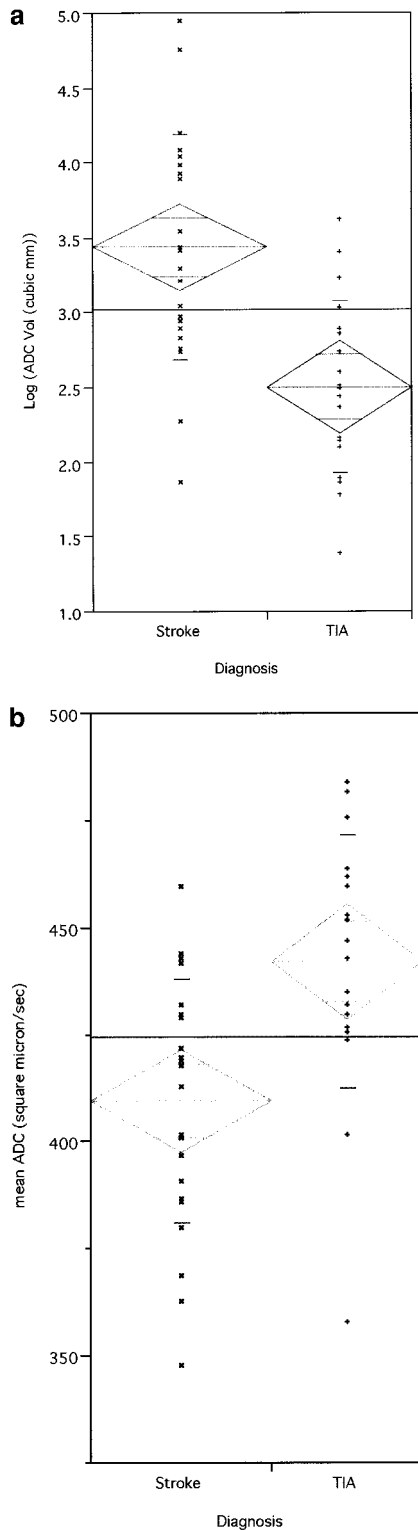 a
Log (ADC Vol (cubic mm))
5.0
4.5
4.0
3.5
3.0
2.5
2.0
1.5
1.0
Stroke TIA
Diagnosis
b
mean ADC (square micron/sec)
500
450
400
350
Stroke TIA
Diagnosis